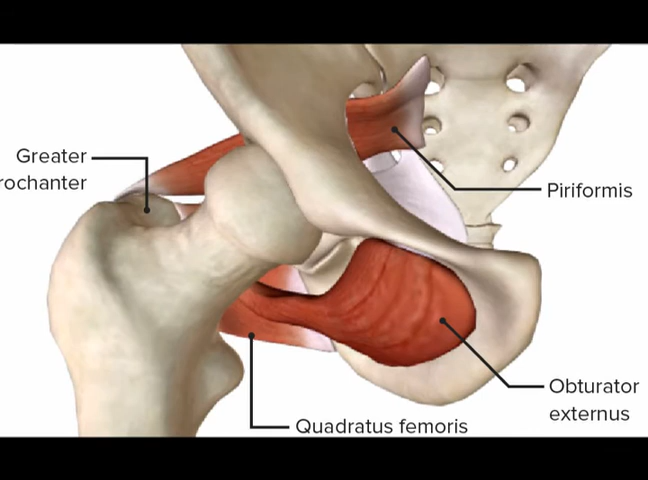 Greater
rochanter
Piriformis
Obturator
externus
Quadratus femoris